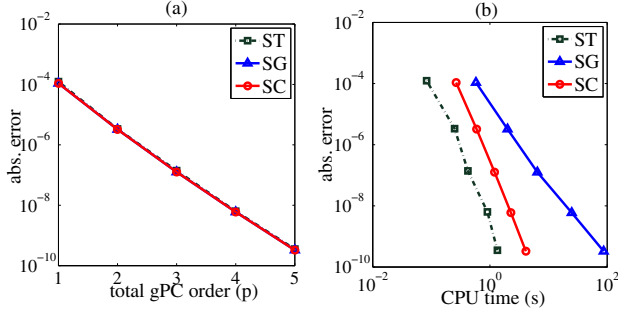 (a)
abs. error
10^-2
10^-4
10^-6
10^-8
10^-10
ST
SG
SC
1 2 3 4 5
total gPC order (p)
(b)
abs. error
10^-2
10^-4
10^-6
10^-8
10^-10
ST
SG
SC
10^-2 10^0 10^2
CPU time (s)